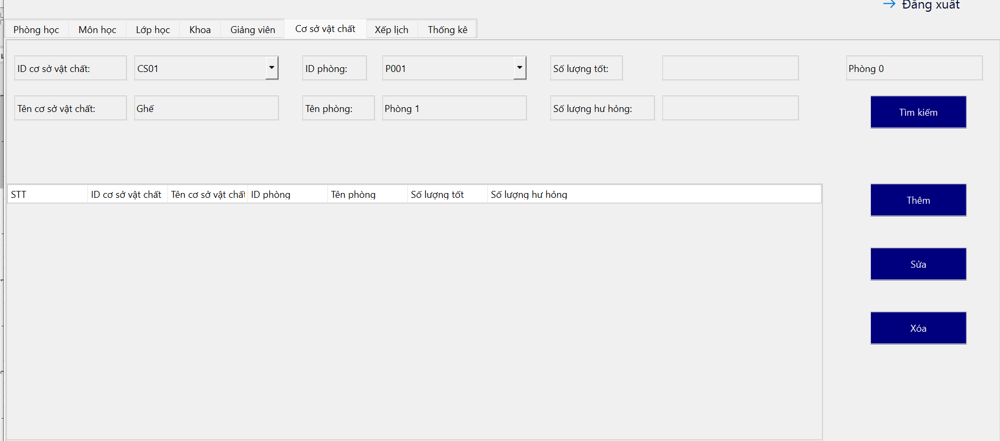 Đăng xuất
Phòng học Môn học Lớp học Khoa Giảng viên Cơ sở vật chất Xếp lịch Thống kê
ID cơ sở vật chất: CS01 ID phòng: P001 Số lượng tốt: Phòng 0
Tên cơ sở vật chất: Ghế Tên phòng: Phòng 1 Số lượng hư hỏng:
Tìm kiếm
STT ID cơ sở vật chất Tên cơ sở vật chất ID phòng Tên phòng Số lượng tốt Số lượng hư hỏng
Thêm
Sửa
Xóa